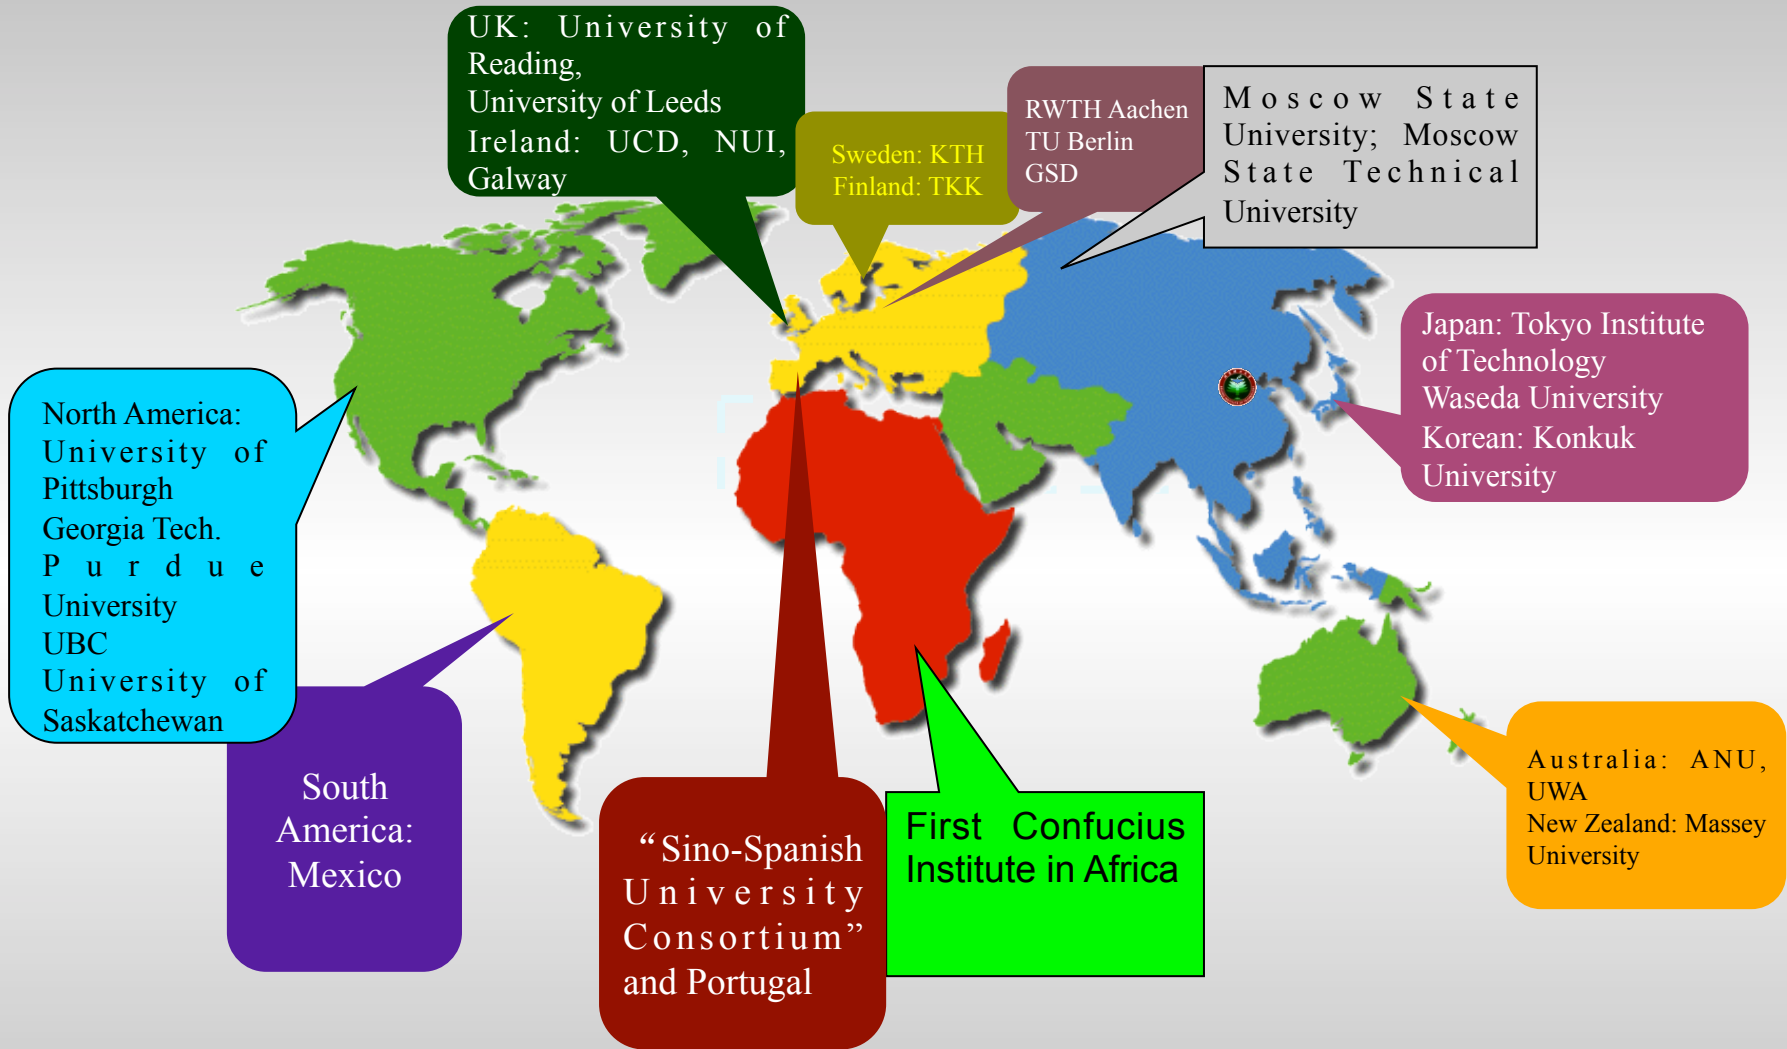 UK: University of
Reading,
University of Leeds
Ireland: UCD, NUI,
Galway
Sweden: KTH
Finland: TKK
RWTH Aachen
TU Berlin
GSD
Moscow State
University; Moscow
State Technical
University
Japan: Tokyo Institute
of Technology
Waseda University
Korean: Konkuk
University
North America:
University of
Pittsburgh
Georgia Tech.
Purdue
University
UBC
University of
Saskatchewan
South
America:
Mexico
“Sino-Spanish
University
Consortium”
and Portugal
First Confucius
Institute in Africa
Australia: ANU,
UWA
New Zealand: Massey
University